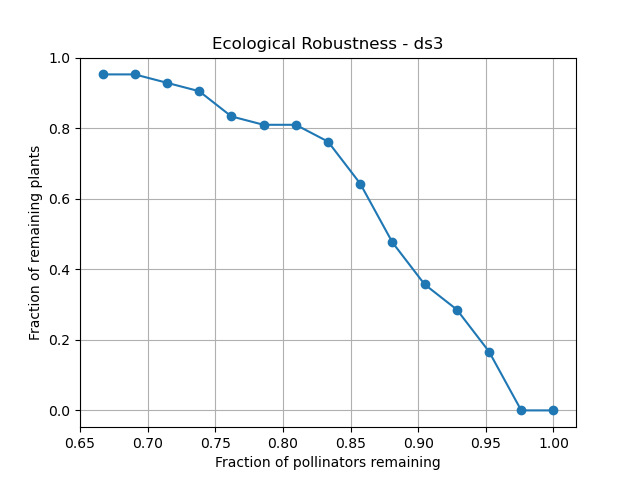 Ecological Robustness - ds3
1.0
0.8
0.6
0.4
0.2
0.0
Fraction of remaining plants
0.65 0.70 0.75 0.80 0.85 0.90 0.95 1.00
Fraction of pollinators remaining